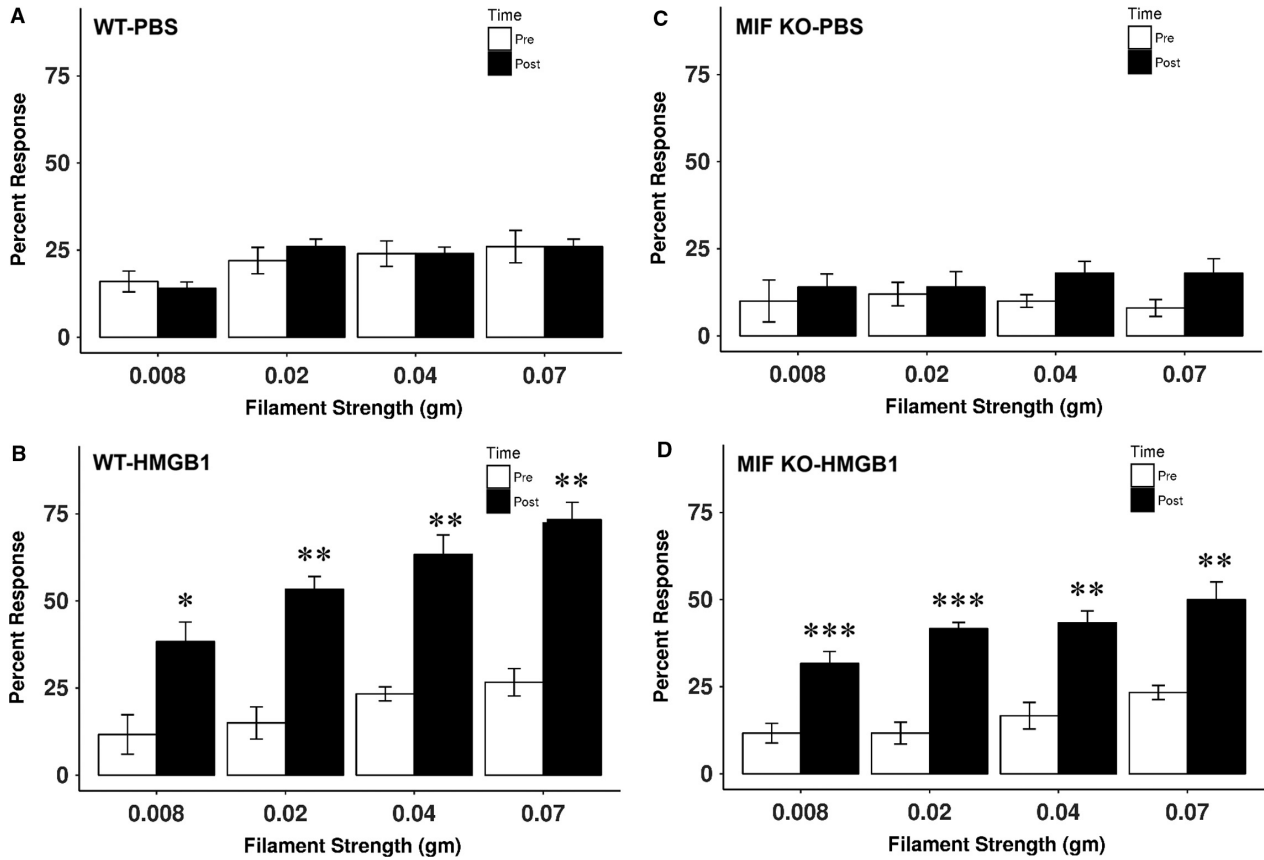 A
WT-PBS
Time
Pre
Post
Percent Response
75
50
25
0
0.008 0.02 0.04 0.07
Filament Strength (gm)
C
MIF KO-PBS
Time
Pre
Post
Percent Response
75
50
25
0
0.008 0.02 0.04 0.07
Filament Strength (gm)
B
WT-HMGB1
Time
Pre
Post
Percent Response
75
50
25
0
* ** ** **
0.008 0.02 0.04 0.07
Filament Strength (gm)
D
MIF KO-HMGB1
Time
Pre
Post
Percent Response
75
50
25
0
*** *** ** **
0.008 0.02 0.04 0.07
Filament Strength (gm)